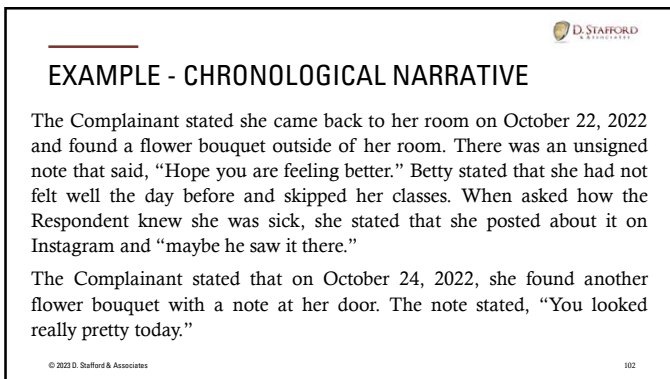 D. STAFFORD
& ASSOCIATES
EXAMPLE - CHRONOLOGICAL NARRATIVE
The Complainant stated she came back to her room on October 22, 2022
and found a flower bouquet outside of her room. There was an unsigned
note that said, “Hope you are feeling better.” Betty stated that she had not
felt well the day before and skipped her classes. When asked how the
Respondent knew she was sick, she stated that she posted about it on
Instagram and “maybe he saw it there.”
The Complainant stated that on October 24, 2022, she found another
flower bouquet with a note at her door. The note stated, “You looked
really pretty today.”
© 2023 D. Stafford & Associates
102